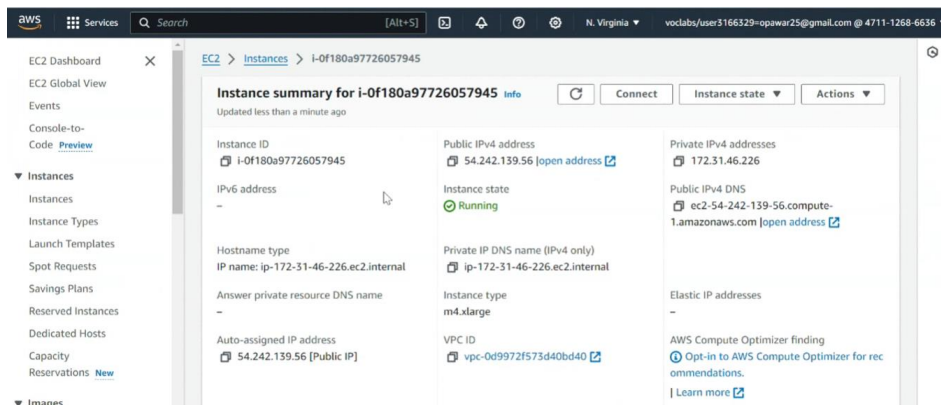 aws
Services
Search
[Alt+S]
N. Virginia ▼
voclabs/user3166329=opawar25@gmail.com @ 4711-1268-6636
EC2 Dashboard
EC2 Global View
Events
Console-to-
Code Preview
▼ Instances
Instances
Instance Types
Launch Templates
Spot Requests
Savings Plans
Reserved Instances
Dedicated Hosts
Capacity
Reservations New
▼ Images
EC2 > Instances > i-0f180a97726057945
Instance summary for i-0f180a97726057945 Info
Updated less than a minute ago
Connect
Instance state ▼
Actions ▼
Instance ID
i-0f180a97726057945
Public IPv4 address
54.242.139.56 |open address
Private IPv4 addresses
172.31.46.226
IPv6 address
–
Instance state
Running
Public IPv4 DNS
ec2-54-242-139-56.compute-
1.amazonaws.com |open address
Hostname type
IP name: ip-172-31-46-226.ec2.internal
Private IP DNS name (IPv4 only)
ip-172-31-46-226.ec2.internal
Answer private resource DNS name
–
Instance type
m4.xlarge
Elastic IP addresses
–
Auto-assigned IP address
54.242.139.56 [Public IP]
VPC ID
vpc-0d9972f573d40bd40
AWS Compute Optimizer finding
Opt-in to AWS Compute Optimizer for rec
ommendations.
| Learn more